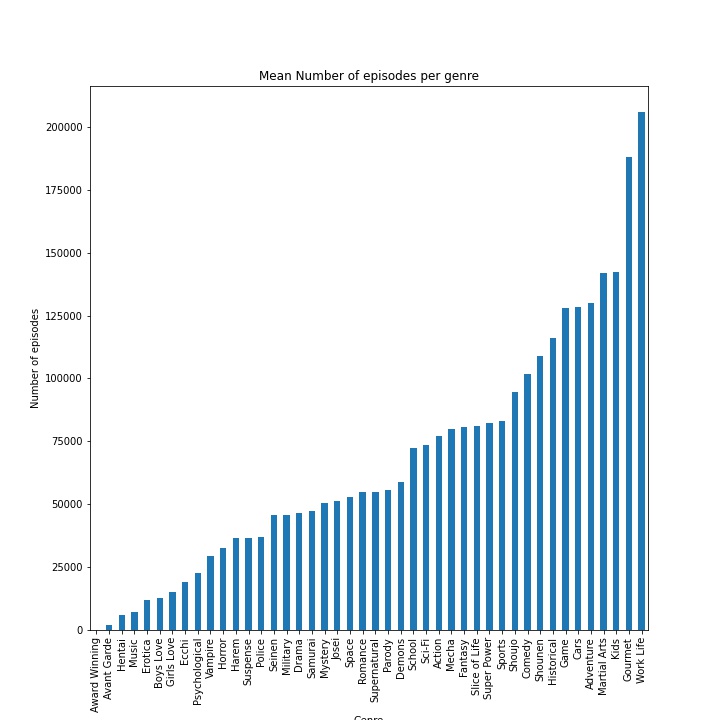 Mean Number of episodes per genre
Number of episodes
200000
175000
150000
125000
100000
75000
50000
25000
0
Award Winning
Avant Garde
Hentai
Music
Erotica
Boys Love
Girls Love
Ecchi
Psychological
Vampire
Horror
Harem
Suspense
Police
Seinen
Military
Drama
Samurai
Mystery
Josei
Space
Romance
Supernatural
Parody
Demons
School
Sci-Fi
Action
Mecha
Fantasy
Slice of Life
Super Power
Sports
Shoujo
Comedy
Shounen
Historical
Game
Cars
Adventure
Martial Arts
Kids
Gourmet
Work Life
Genre